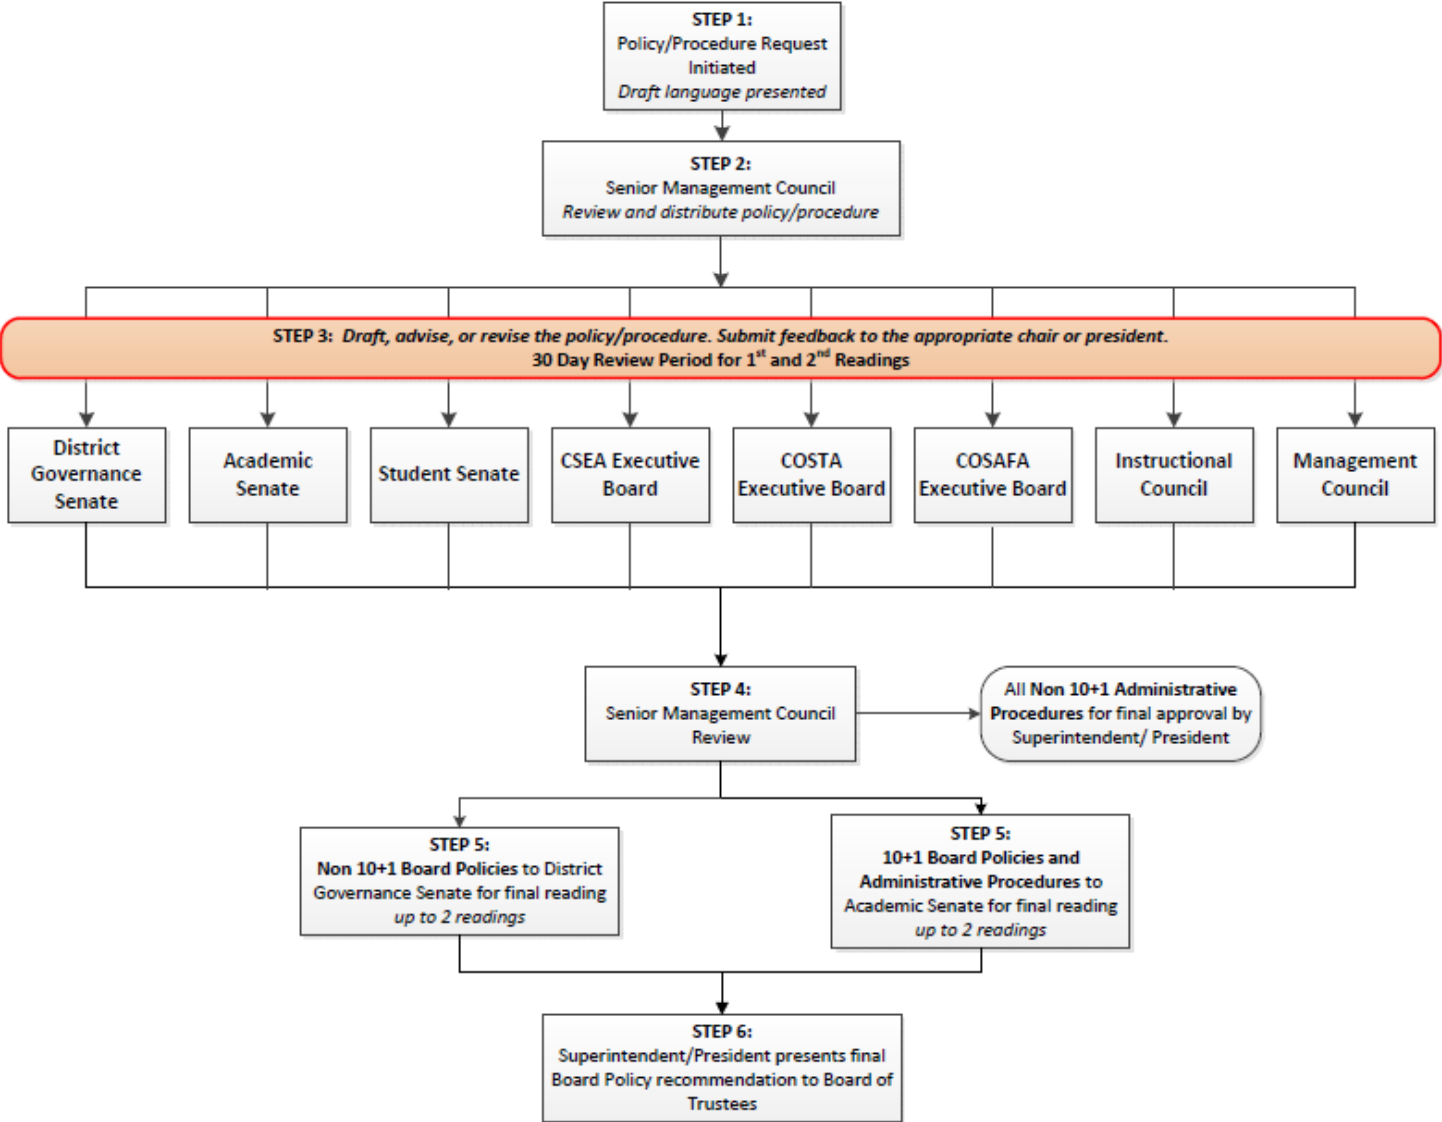 STEP 1:
Policy/Procedure Request
Initiated
Draft language presented
STEP 2:
Senior Management Council
Review and distribute policy/procedure
STEP 3: Draft, advise, or revise the policy/procedure. Submit feedback to the appropriate chair or president.
30 Day Review Period for 1st and 2nd Readings
District
Governance
Senate
Academic
Senate
Student Senate
CSEA Executive
Board
COSTA
Executive Board
COSAFA
Executive Board
Instructional
Council
Management
Council
STEP 4:
Senior Management Council
Review
All Non 10+1 Administrative
Procedures for final approval by
Superintendent/ President
STEP 5:
Non 10+1 Board Policies to District
Governance Senate for final reading
up to 2 readings
STEP 5:
10+1 Board Policies and
Administrative Procedures to
Academic Senate for final reading
up to 2 readings
STEP 6:
Superintendent/President presents final
Board Policy recommendation to Board of
Trustees